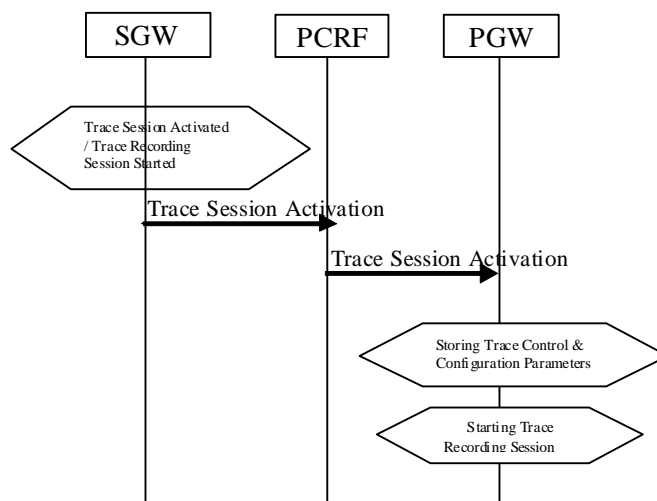 SGW
PCRF
PGW
Trace Session Activated
/ Trace Recording
Session Started
Trace Session Activation
Trace Session Activation
Storing Trace Control &
Configuration Parameters
Starting Trace
Recording Session